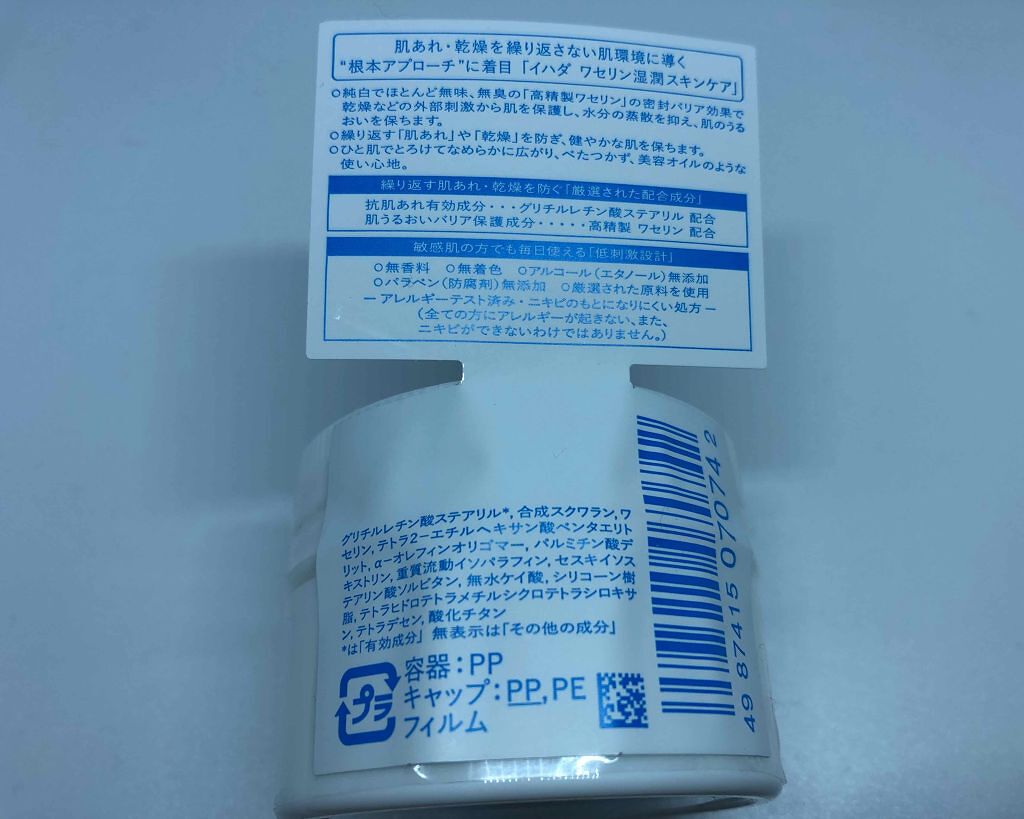 肌あれ・乾燥を繰り返さない肌環境に導く
“根本アプローチ”に着目「イハダ ワセリン湿潤スキンケア」
○純白でほとんど無味、無臭の「高精製ワセリン」の密封バリア効果で
乾燥などの外部刺激から肌を保護し、水分の蒸散を抑え、肌のうる
おいを保ちます。
○繰り返す「肌あれ」や「乾燥」を防ぎ、健やかな肌を保ちます。
○ひと肌でとろけてなめらかに広がり、べたつかず、美容オイルのような
使い心地。
繰り返す肌あれ・乾燥を防ぐ「厳選された配合成分」
抗肌あれ有効成分・・・グリチルレチン酸ステアリル 配合
肌うるおいバリア保護成分・・・・・高精製 ワセリン 配合
敏感肌の方でも毎日使える「低刺激設計」
○無香料 ○無着色 ○アルコール(エタノール)無添加
○パラベン(防腐剤)無添加 ○厳選された原料を使用
ーアレルギーテスト済み・ニキビのもとになりにくい処方ー
(全ての方にアレルギーが起きない、また、
ニキビができないわけではありません。)
グリチルレチン酸ステアリル*, 合成スクワラン, ワ
セリン, テトラ2-エチルヘキサン酸ペンタエリト
リット, α-オレフィンオリゴマー, パルミチン酸デ
キストリン, 重質流動イソパラフィン, セスキイソス
テアリン酸ソルビタン, 無水ケイ酸, シリコーン樹
脂, テトラヒドロテトラメチルシクロテトラシロキサ
ン, テトラデセン, 酸化チタン
*は「有効成分」 無表示は「その他の成分」
プラ
容器:PP
キャップ:PP, PE
フィルム
49 87415 070742